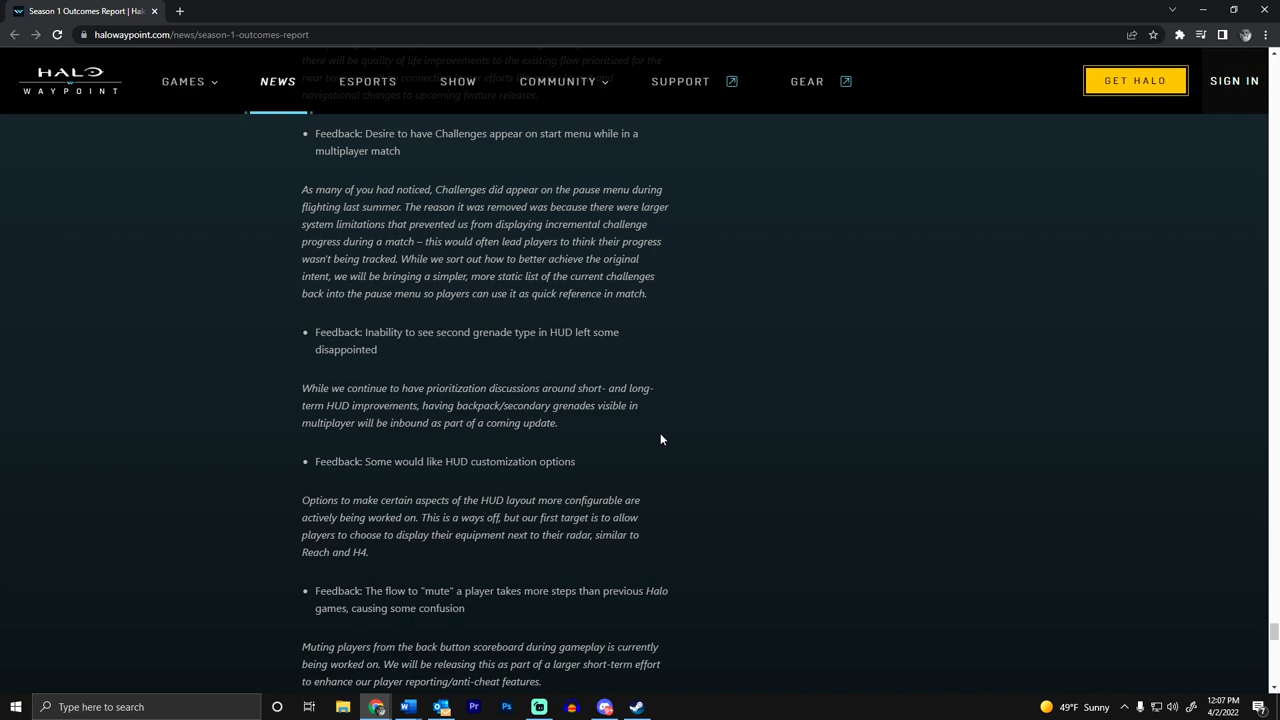 Season 1 Outcomes Report | Hal
halowaypoint.com/news/season-1-outcomes-report
there will be quality of life improvements to the existing flow prioritized for the
HALO
WAYPOINT
GAMES
NEWS
ESPORTS
SHOW
COMMUNITY
SUPPORT
GEAR
GET HALO
SIGN IN
navigational changes to upcoming feature releases.
• Feedback: Desire to have Challenges appear on start menu while in a
multiplayer match
As many of you had noticed, Challenges did appear on the pause menu during
flighting last summer. The reason it was removed was because there were larger
system limitations that prevented us from displaying incremental challenge
progress during a match – this would often lead players to think their progress
wasn't being tracked. While we sort out how to better achieve the original
intent, we will be bringing a simpler, more static list of the current challenges
back into the pause menu so players can use it as quick reference in match.
• Feedback: Inability to see second grenade type in HUD left some
disappointed
While we continue to have prioritization discussions around short- and long-
term HUD improvements, having backpack/secondary grenades visible in
multiplayer will be inbound as part of a coming update.
• Feedback: Some would like HUD customization options
Options to make certain aspects of the HUD layout more configurable are
actively being worked on. This is a ways off, but our first target is to allow
players to choose to display their equipment next to their radar, similar to
Reach and H4.
• Feedback: The flow to "mute" a player takes more steps than previous Halo
games, causing some confusion
Muting players from the back button scoreboard during gameplay is currently
being worked on. We will be releasing this as part of a larger short-term effort
to enhance our player reporting/anti-cheat features.
Type here to search
49°F Sunny
12:07 PM
4/2/2022